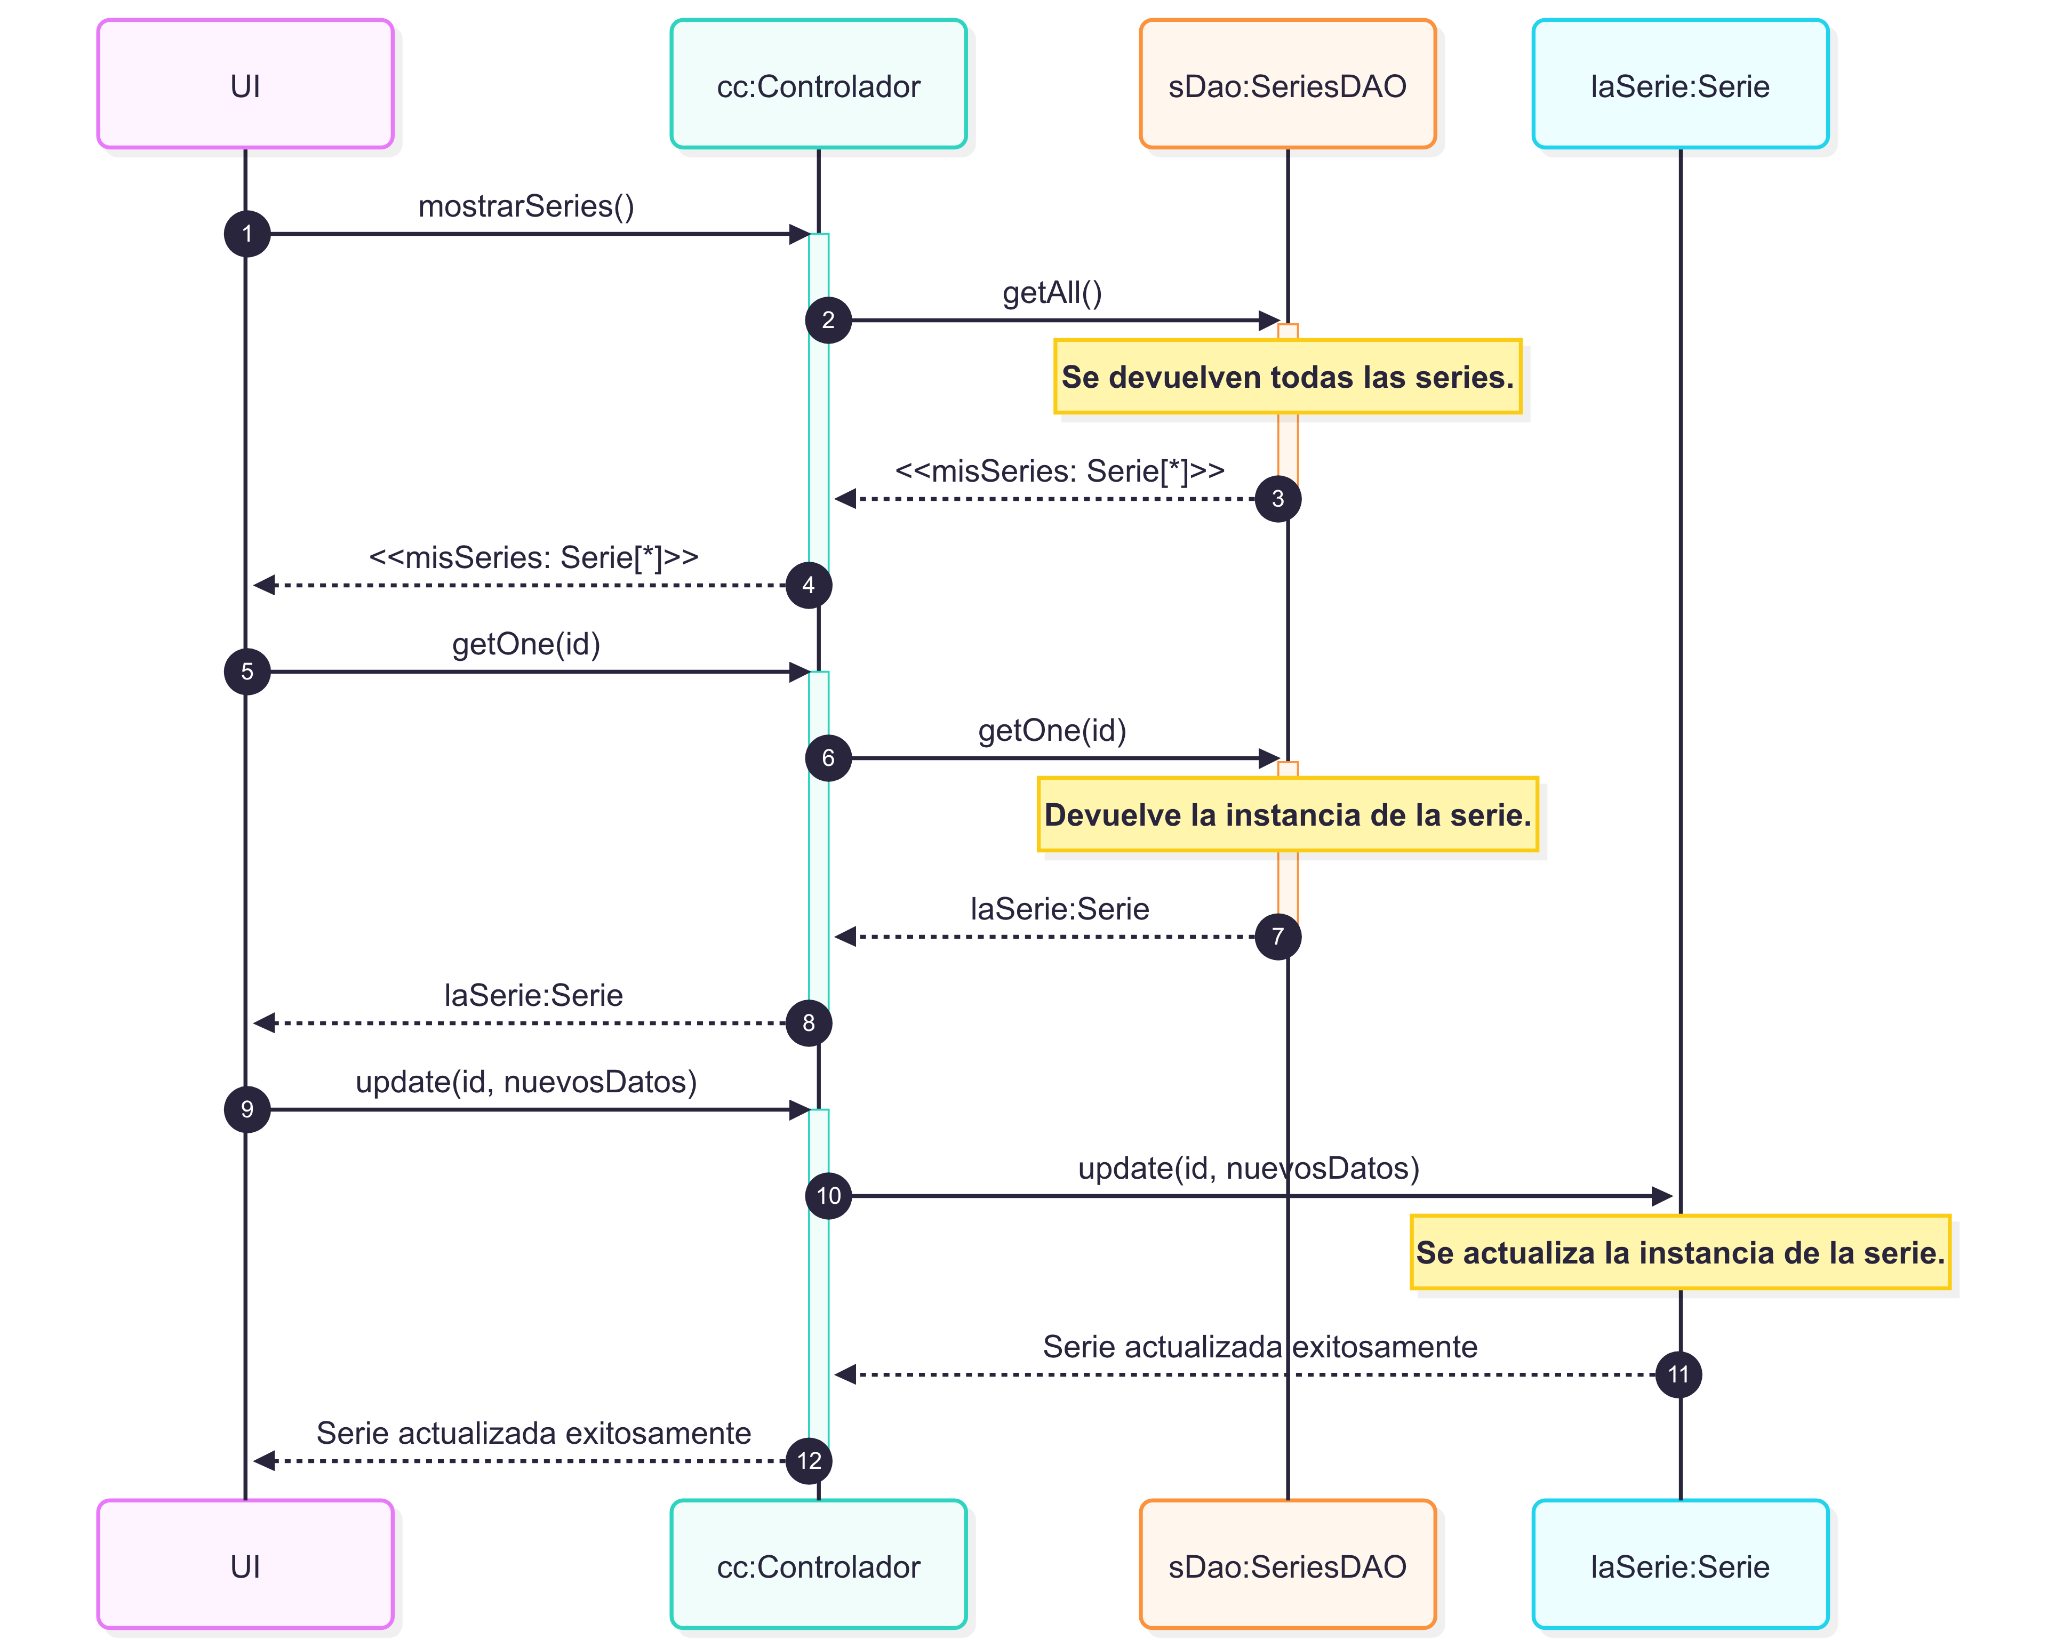 UI
cc:Controlador
sDao:SeriesDAO
laSerie:Serie
mostrarSeries()
1
getAll()
2
Se devuelven todas las series.
<<misSeries: Serie[*]>>
3
<<misSeries: Serie[*]>>
4
getOne(id)
5
getOne(id)
6
Devuelve la instancia de la serie.
laSerie:Serie
7
laSerie:Serie
8
update(id, nuevosDatos)
9
update(id, nuevosDatos)
10
Se actualiza la instancia de la serie.
Serie actualizada exitosamente
11
Serie actualizada exitosamente
12
UI
cc:Controlador
sDao:SeriesDAO
laSerie:Serie